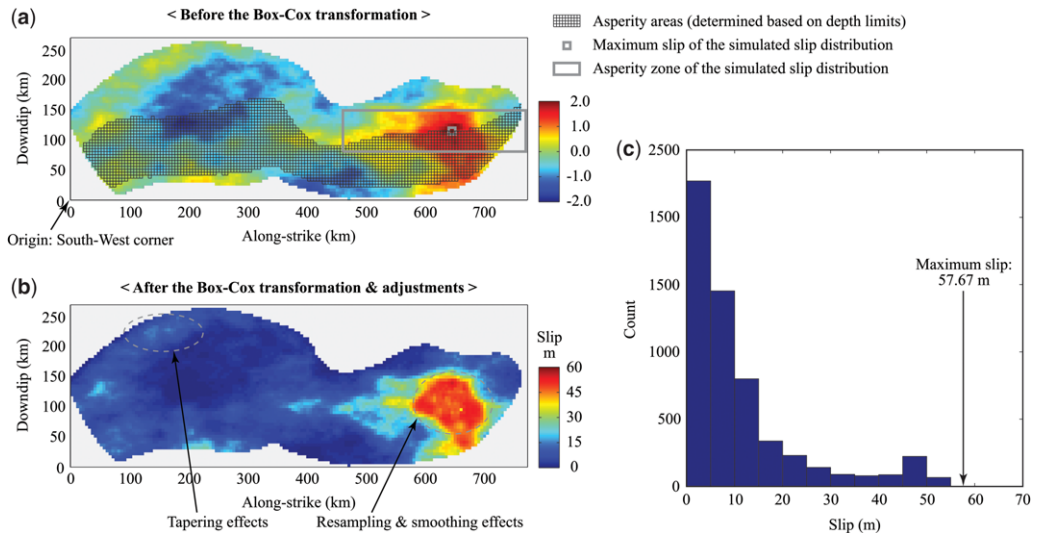 (a)
< Before the Box-Cox transformation >
Asperity areas (determined based on depth limits)
Maximum slip of the simulated slip distribution
Asperity zone of the simulated slip distribution
Downdip (km)
250
200
150
100
50
0
0 100 200 300 400 500 600 700
Along-strike (km)
Origin: South-West corner
2.0
1.0
0.0
-1.0
-2.0
(b)
< After the Box-Cox transformation & adjustments >
Downdip (km)
250
200
150
100
50
0
0 100 200 300 400 500 600 700
Along-strike (km)
Tapering effects
Resampling & smoothing effects
Slip
m
60
45
30
15
0
(c)
Count
2500
1500
1500
1000
500
0
0 10 20 30 40 50 60 70
Slip (m)
Maximum slip:
57.67 m